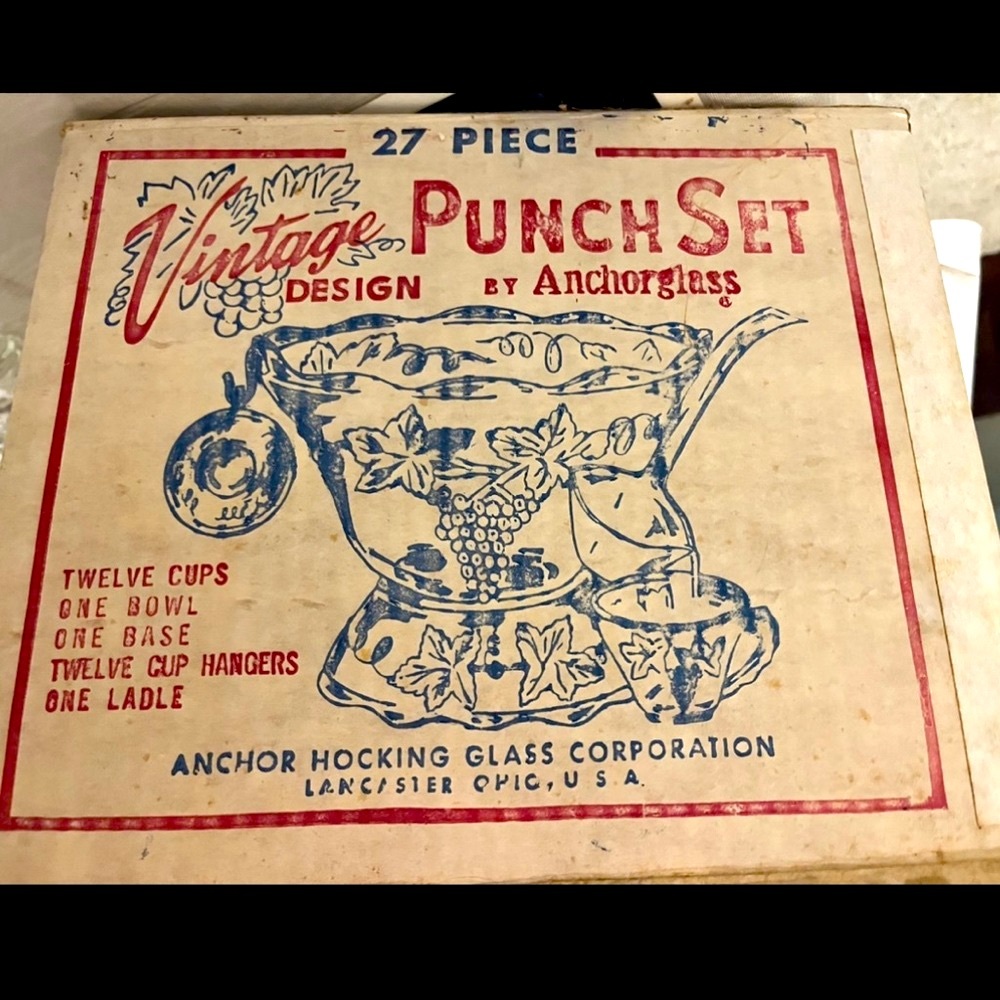 27 PIECE
Vintage PUNCH SET
DESIGN BY Anchorglass®
TWELVE CUPS
ONE BOWL
ONE BASE
TWELVE CUP HANGERS
ONE LADLE
ANCHOR HOCKING GLASS CORPORATION
LANCASTER OHIO, U S A.